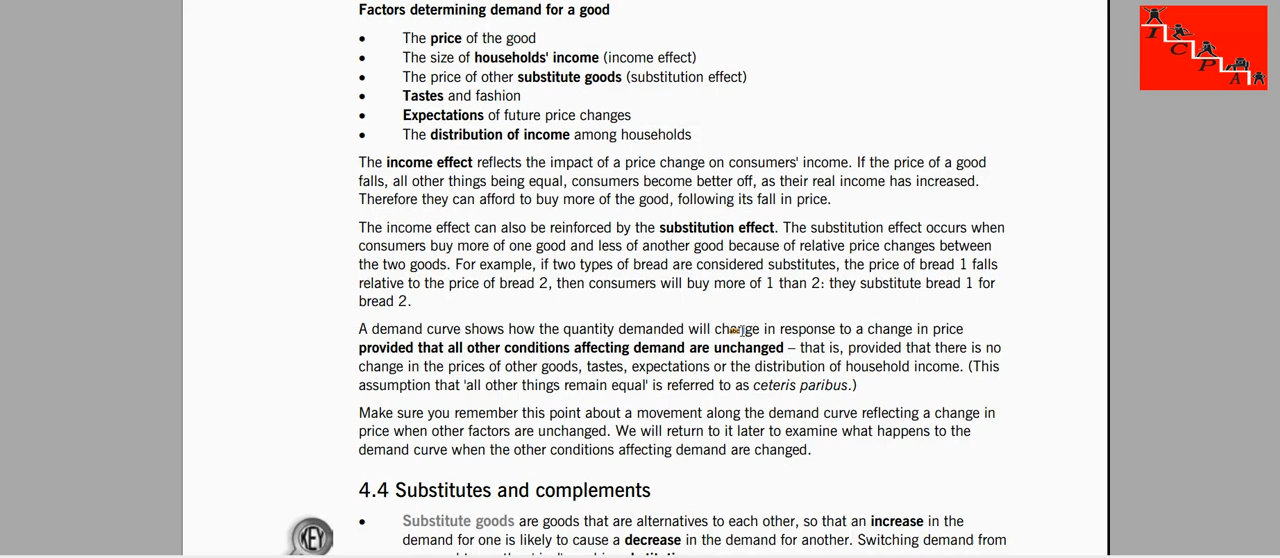 Factors determining demand for a good
• The price of the good
• The size of households' income (income effect)
• The price of other substitute goods (substitution effect)
• Tastes and fashion
• Expectations of future price changes
• The distribution of income among households
The income effect reflects the impact of a price change on consumers' income. If the price of a good
falls, all other things being equal, consumers become better off, as their real income has increased.
Therefore they can afford to buy more of the good, following its fall in price.
The income effect can also be reinforced by the substitution effect. The substitution effect occurs when
consumers buy more of one good and less of another good because of relative price changes between
the two goods. For example, if two types of bread are considered substitutes, the price of bread 1 falls
relative to the price of bread 2, then consumers will buy more of 1 than 2: they substitute bread 1 for
bread 2.
A demand curve shows how the quantity demanded will change in response to a change in price
provided that all other conditions affecting demand are unchanged – that is, provided that there is no
change in the prices of other goods, tastes, expectations or the distribution of household income. (This
assumption that 'all other things remain equal' is referred to as ceteris paribus.)
Make sure you remember this point about a movement along the demand curve reflecting a change in
price when other factors are unchanged. We will return to it later to examine what happens to the
demand curve when the other conditions affecting demand are changed.
4.4 Substitutes and complements
• Substitute goods are goods that are alternatives to each other, so that an increase in the
demand for one is likely to cause a decrease in the demand for another. Switching demand from
KEY
I C P A